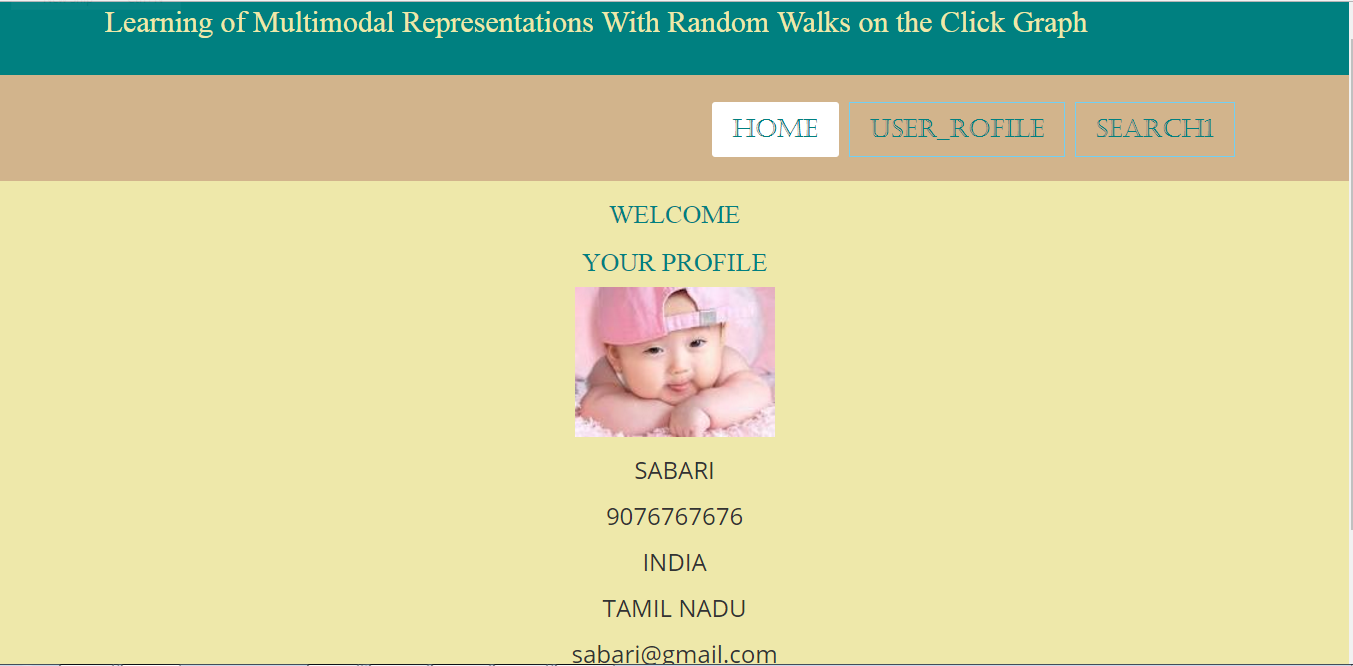 Learning of Multimodal Representations With Random Walks on the Click Graph
HOME USER_ROFILE SEARCH1
WELCOME
YOUR PROFILE
SABARI
9076767676
INDIA
TAMIL NADU
sabari@gmail.com